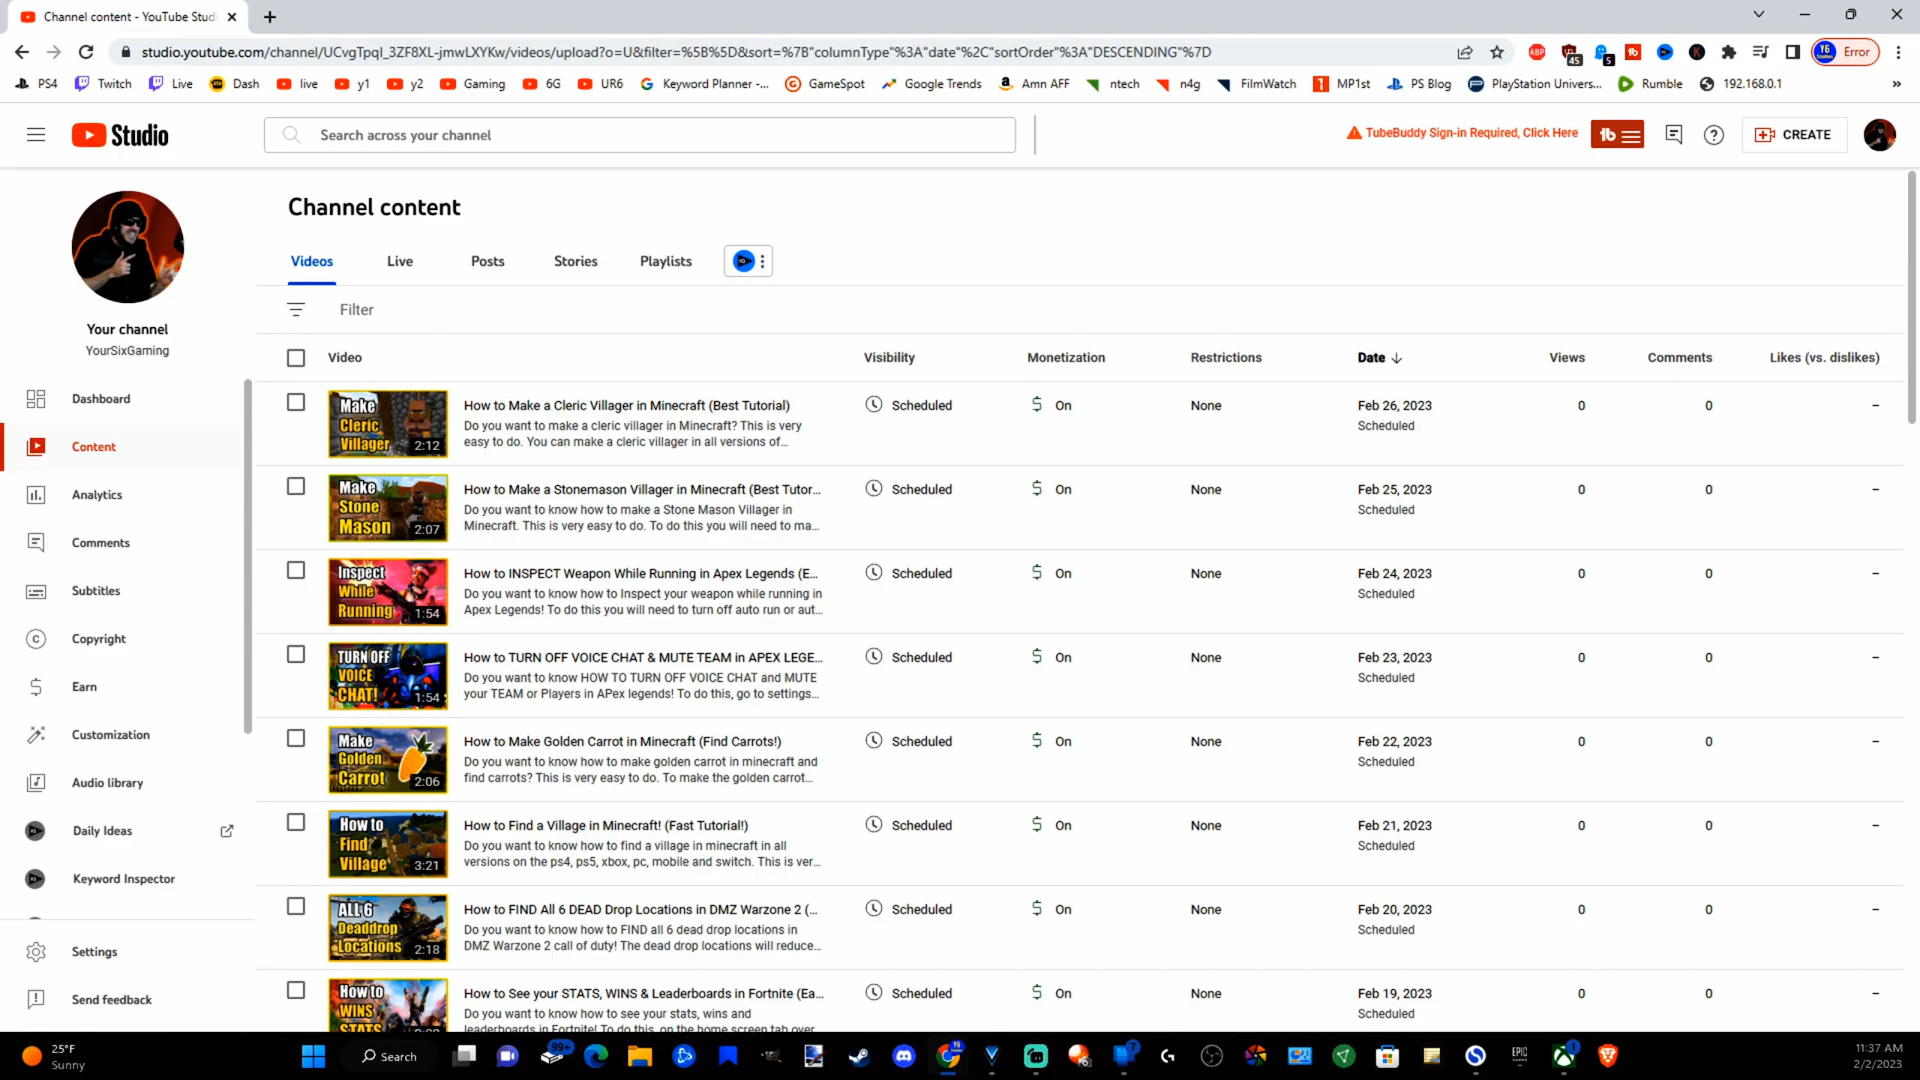 Channel content - YouTube Studi
studio.youtube.com/channel/UCvgTpqI_3ZF8XL-jmwLXYKw/videos/upload?o=U&filter=%5B%5D&sort=%7B"columnType"%3A"date"%2C"sortOrder"%3A"DESCENDING"%7D
45
5
Y6
Error
PS4
Twitch
Live
Dash
live
y1
y2
Gaming
6G
UR6
Keyword Planner -...
GameSpot
Google Trends
Amn AFF
ntech
n4g
FilmWatch
MP1st
PS Blog
PlayStation Univers...
Rumble
192.168.0.1
Studio
Search across your channel
TubeBuddy Sign-in Required, Click Here
CREATE
Your channel
YourSixGaming
Dashboard
Content
Analytics
Comments
Subtitles
Copyright
Earn
Customization
Audio library
Daily Ideas
Keyword Inspector
Settings
Send feedback
Channel content
Videos Live Posts Stories Playlists
Filter
Video Visibility Monetization Restrictions Date Views Comments Likes (vs. dislikes)
Make
Cleric
Villager
2:12
How to Make a Cleric Villager in Minecraft (Best Tutorial)
Do you want to make a cleric villager in Minecraft? This is very
easy to do. You can make a cleric villager in all versions of...
Scheduled On None Feb 26, 2023 0 0 –
Scheduled
Make
Stone
Mason
2:07
How to Make a Stonemason Villager in Minecraft (Best Tutor...
Do you want to know how to make a Stone Mason Villager in
Minecraft. This is very easy to do. To do this you will need to ma...
Scheduled On None Feb 25, 2023 0 0 –
Scheduled
Inspect
While
Running
1:54
How to INSPECT Weapon While Running in Apex Legends (E...
Do you want to know how to Inspect your weapon while running in
Apex Legends! To do this you will need to turn off auto run or aut...
Scheduled On None Feb 24, 2023 0 0 –
Scheduled
TURN OFF
VOICE
CHAT!
1:54
How to TURN OFF VOICE CHAT & MUTE TEAM in APEX LEGE...
Do you want to know HOW TO TURN OFF VOICE CHAT and MUTE
your TEAM or Players in APex legends! To do this, go to settings...
Scheduled On None Feb 23, 2023 0 0 –
Scheduled
Make
Golden
Carrot
2:06
How to Make Golden Carrot in Minecraft (Find Carrots!)
Do you want to know how to make golden carrot in minecraft and
find carrots? This is very easy to do. To make the golden carrot...
Scheduled On None Feb 22, 2023 0 0 –
Scheduled
How to
Find
Village
3:21
How to Find a Village in Minecraft! (Fast Tutorial!)
Do you want to know how to find a village in minecraft in all
versions on the ps4, ps5, xbox, pc, mobile and switch. This is ver...
Scheduled On None Feb 21, 2023 0 0 –
Scheduled
ALL 6
Deaddrop
Locations
2:18
How to FIND All 6 DEAD Drop Locations in DMZ Warzone 2 (...
Do you want to know how to FIND all 6 dead drop locations in
DMZ Warzone 2 call of duty! The dead drop locations will reduce...
Scheduled On None Feb 20, 2023 0 0 –
Scheduled
How to
WINS
STATS
How to See your STATS, WINS & Leaderboards in Fortnite (Ea...
Do you want to know how to see your stats, wins and
leaderboards in Fortnite! To do this, on the home screen tab over
Scheduled On None Feb 19, 2023 0 0 –
Scheduled
25°F
Sunny
Search
99+
11:37 AM
2/2/2023